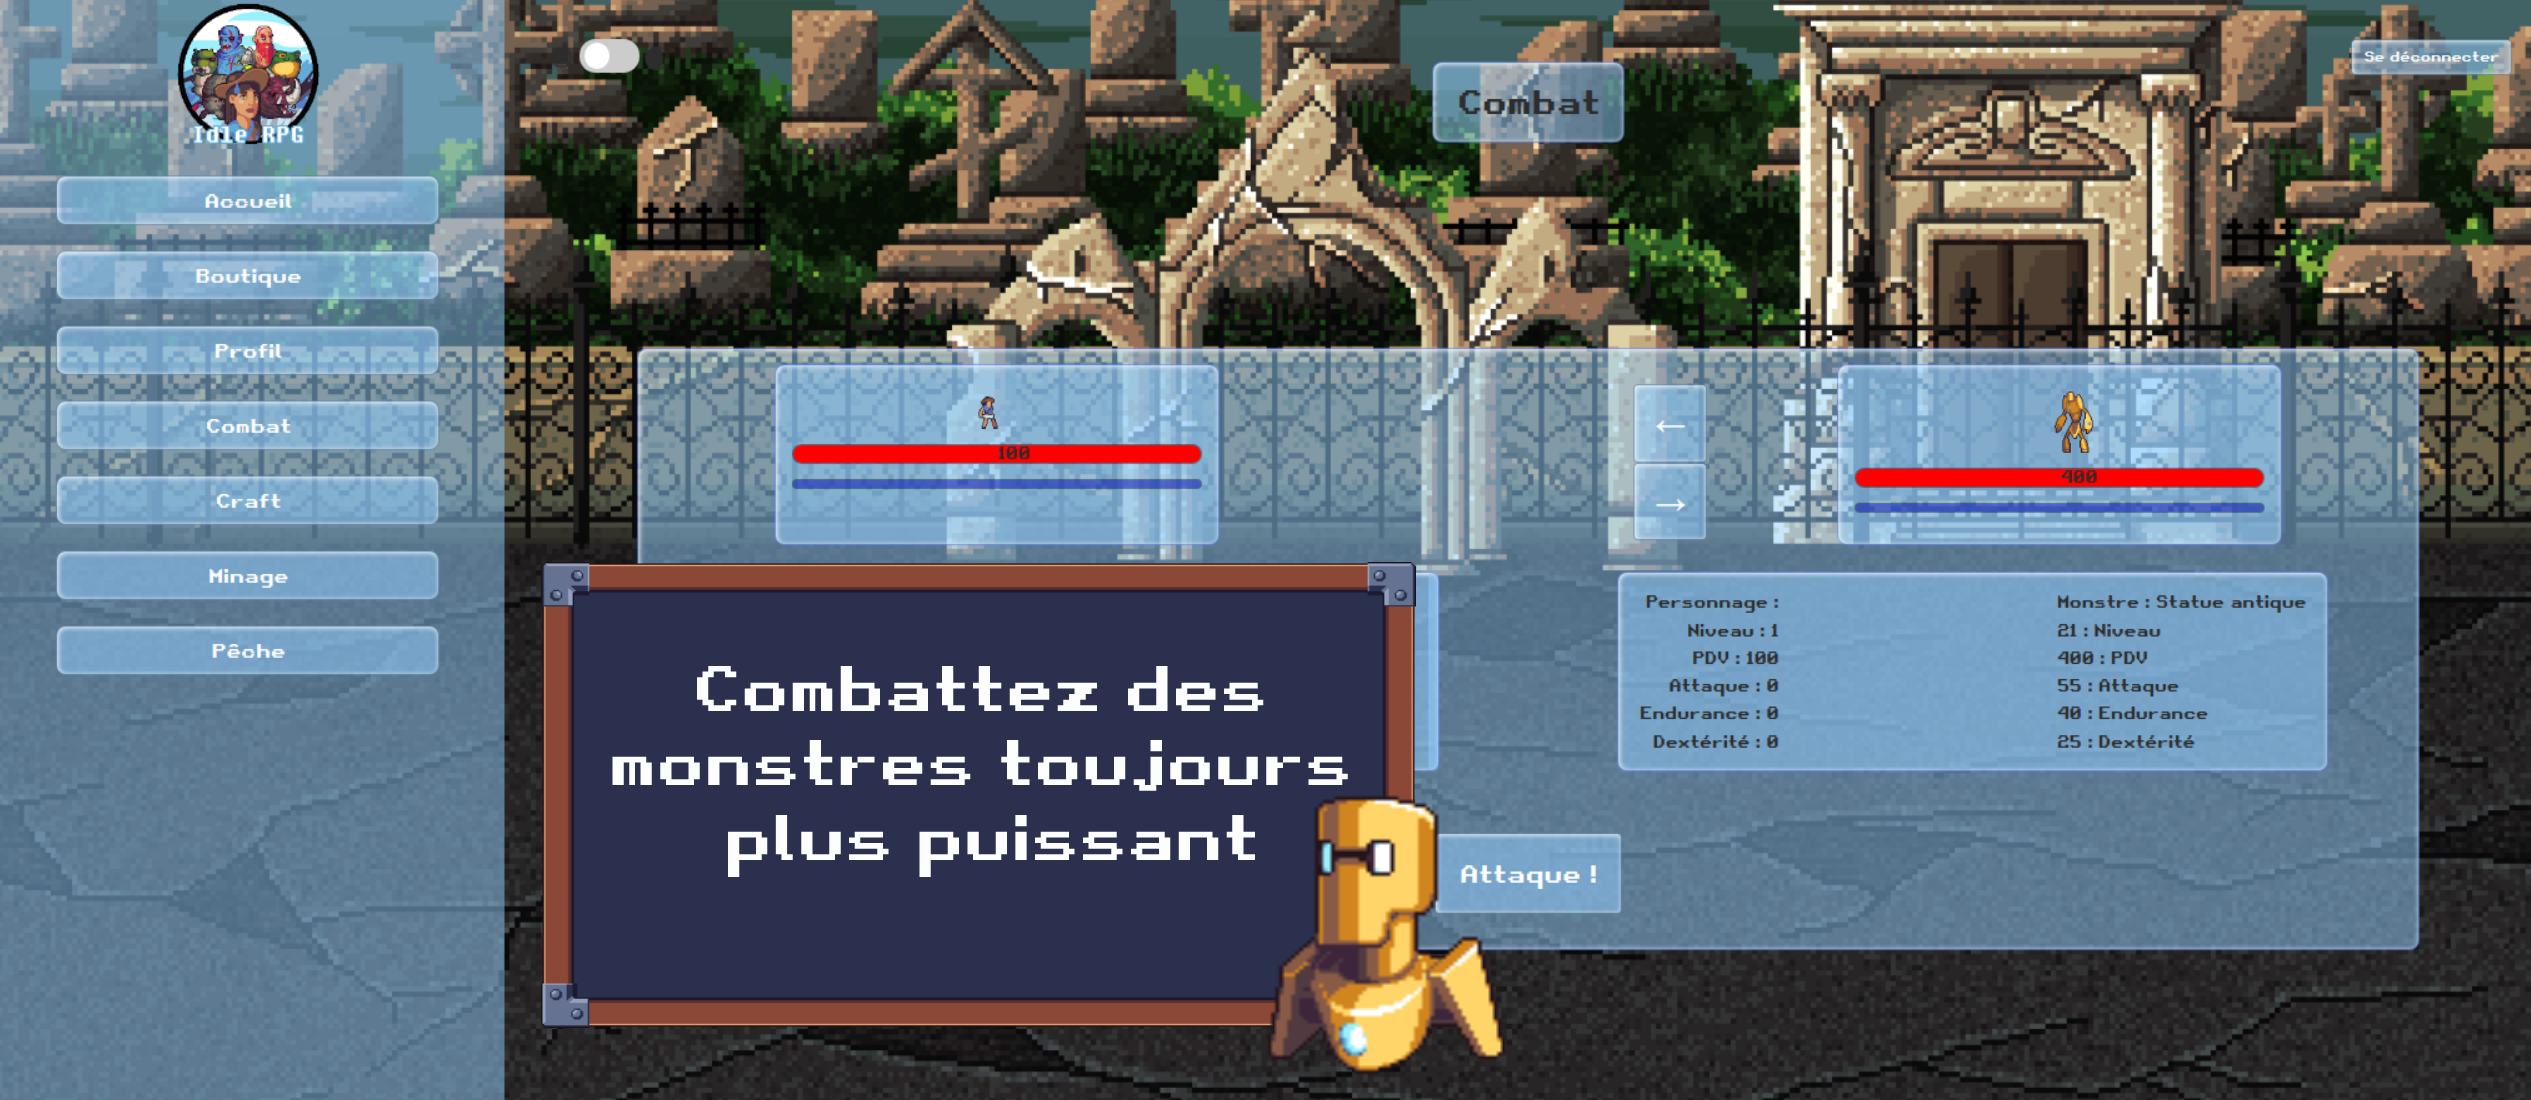 Idle RPG
Accueil
Boutique
Profil
Combat
Craft
Minage
Pêche
Combat
Se déconnecter
100
←
→
400
Combattez des
monstres toujours
plus puissant
Personnage :
Niveau : 1
PDV : 100
Attaque : 0
Endurance : 0
Dextérité : 0
Monstre : Statue antique
21 : Niveau
400 : PDV
55 : Attaque
40 : Endurance
25 : Dextérité
Attaque !